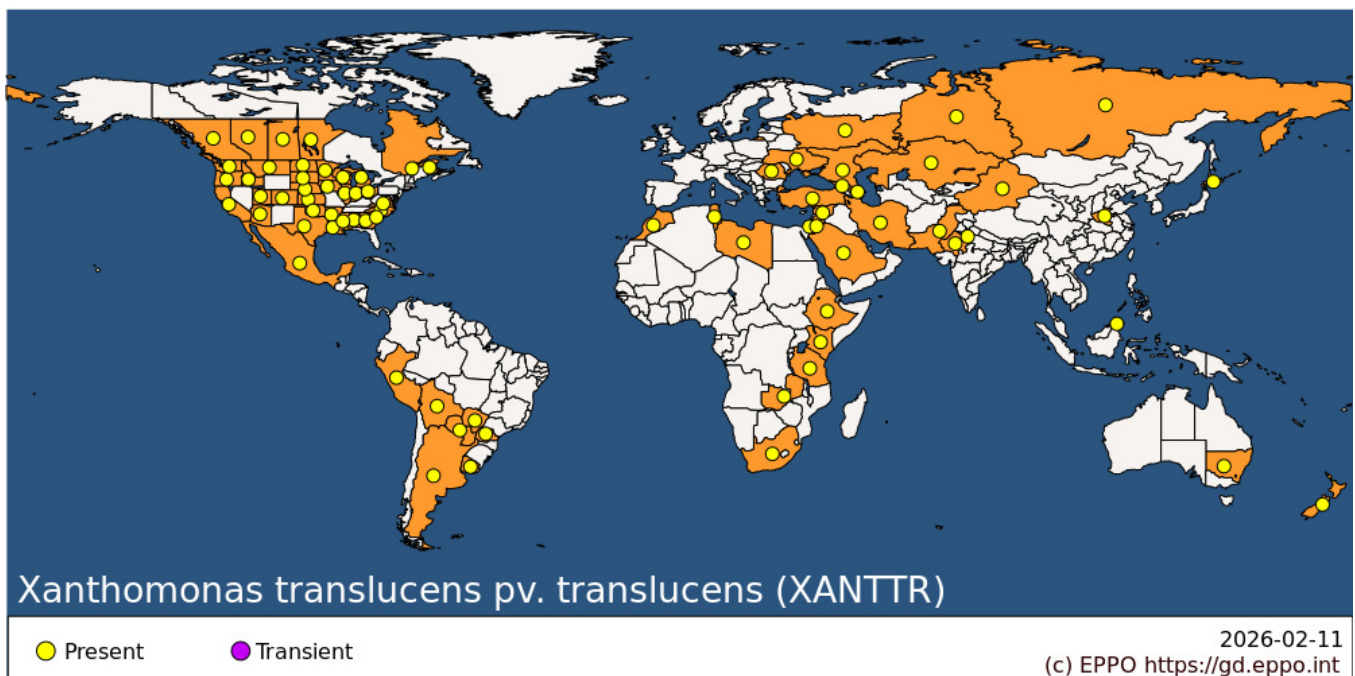 Xanthomonas translucens pv. translucens (XANTTR)
Present
Transient
2026-02-11
(c) EPPO https://gd.eppo.int